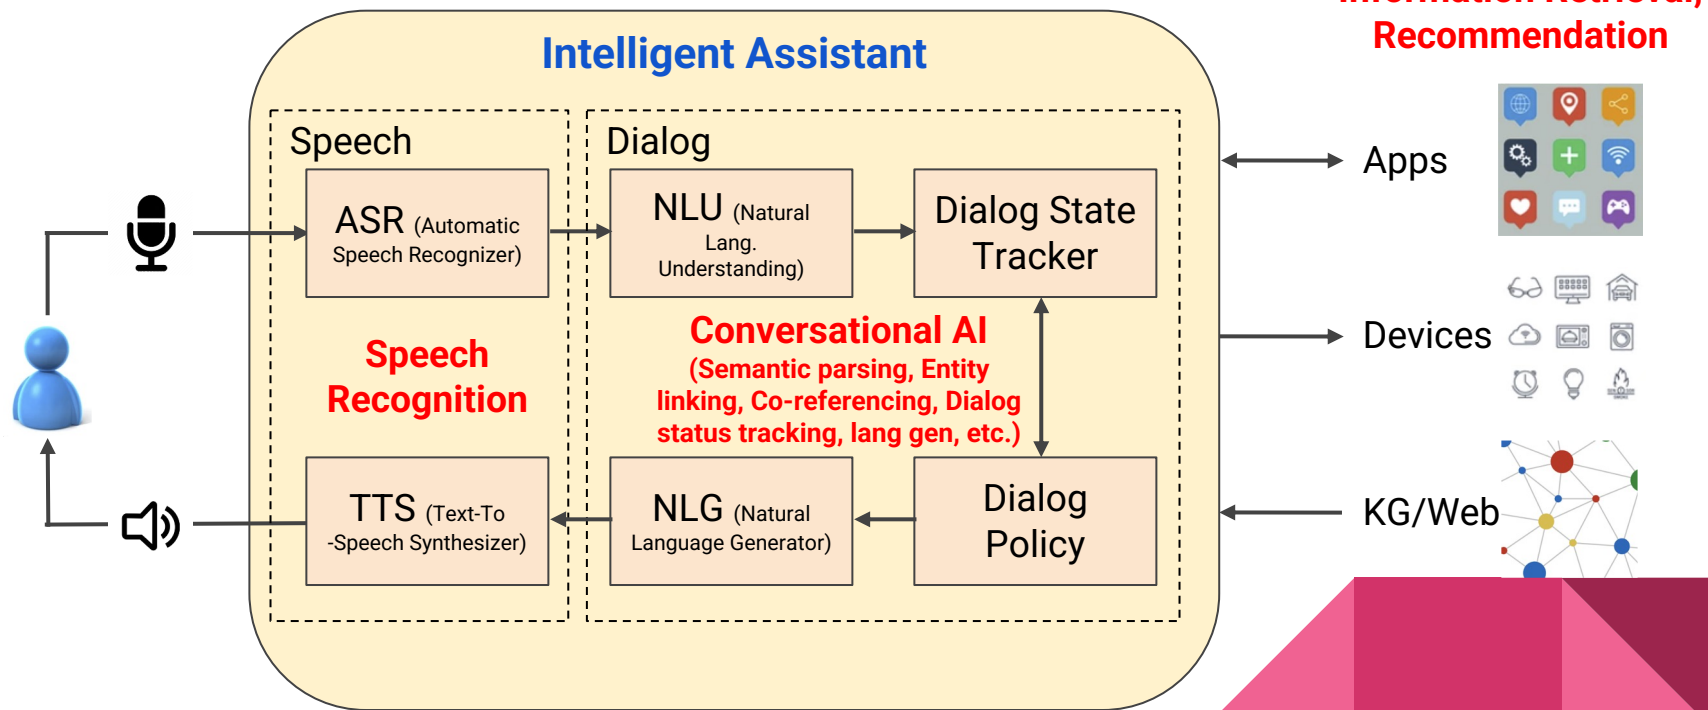 Information Retrieval,
Recommendation
Intelligent Assistant
Speech
Dialog
ASR (Automatic
Speech Recognizer)
NLU (Natural
Lang.
Understanding)
Dialog State
Tracker
Apps
Speech
Recognition
Conversational AI
(Semantic parsing, Entity
linking, Co-referencing, Dialog
status tracking, lang gen, etc.)
Devices
TTS (Text-To
-Speech Synthesizer)
NLG (Natural
Language Generator)
Dialog
Policy
KG/Web